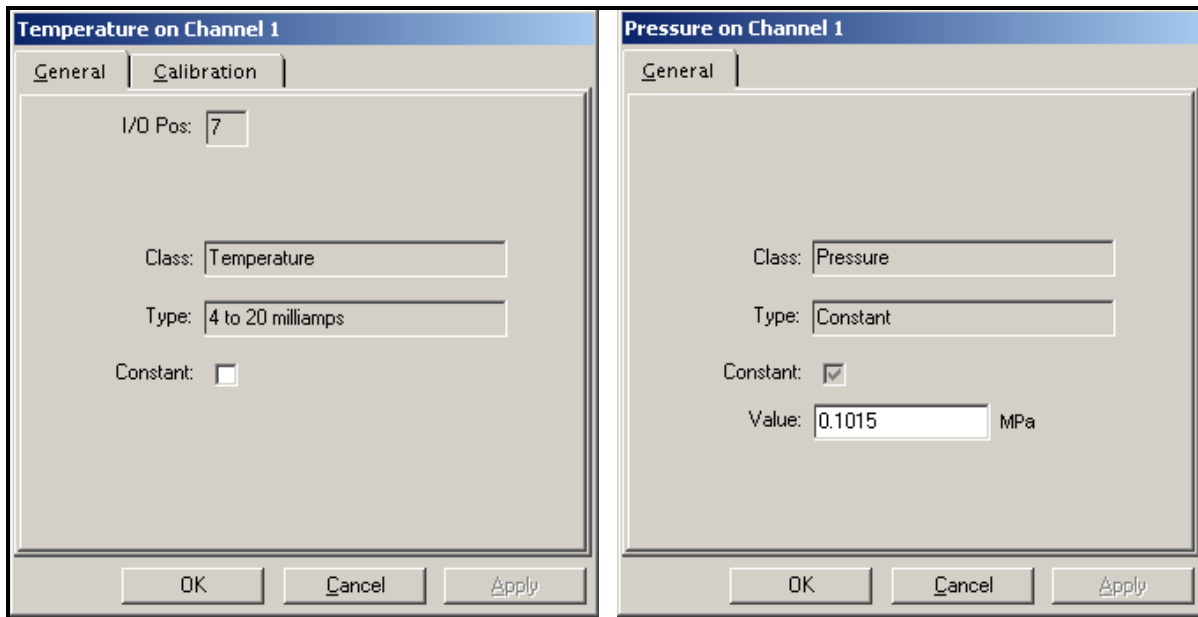 Temperature on Channel 1
General Calibration
I/O Pos: 7
Class: Temperature
Type: 4 to 20 milliamps
Constant:
OK Cancel Apply
Pressure on Channel 1
General
Class: Pressure
Type: Constant
Constant:
Value: 0.1015 MPa
OK Cancel Apply